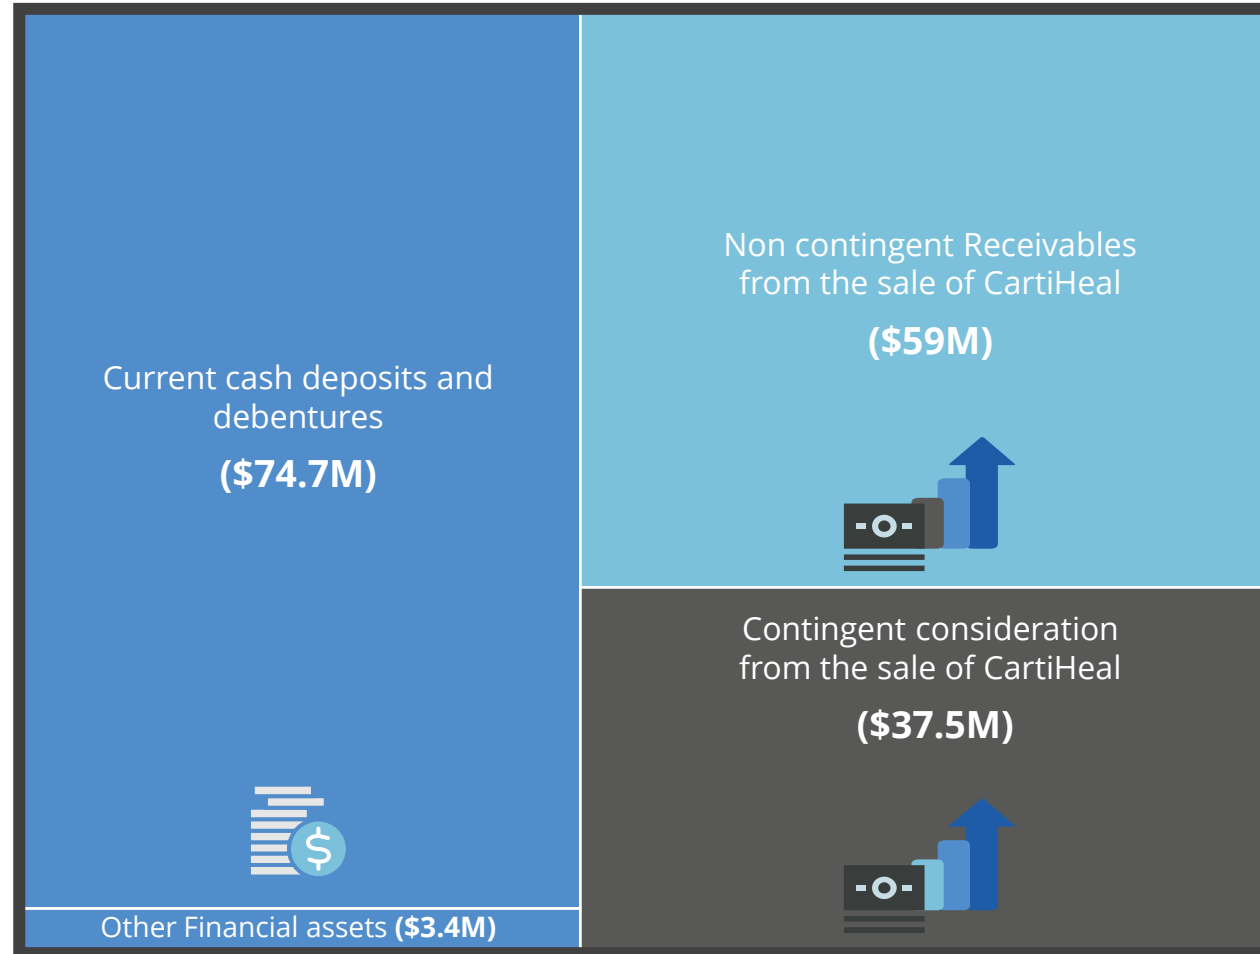 Current cash deposits and
debentures
($74.7M)
Other Financial assets ($3.4M)
Non contingent Receivables
from the sale of CartiHeal
($59M)
Contingent consideration
from the sale of CartiHeal
($37.5M)